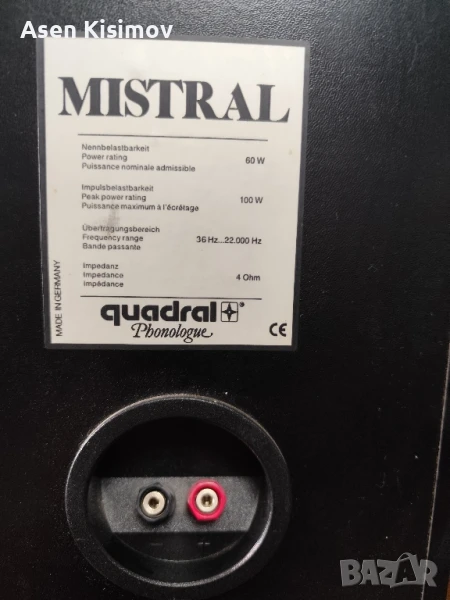 Asen Kisimov
MISTRAL
Nennbelastbarkeit
Power rating 60 W
Puissance nominale admissible
Impulsbelastbarkeit
Peak power rating 100 W
Puissance maximum à l'écrêlage
Übertragungsbereich
Frequency range 36 Hz...22.000 Hz
Bande passante
Impedanz
Impedance 4 Ohm
Impédance
MADE IN GERMANY
quadral®
Phonologue
CE
- +
BAZAR